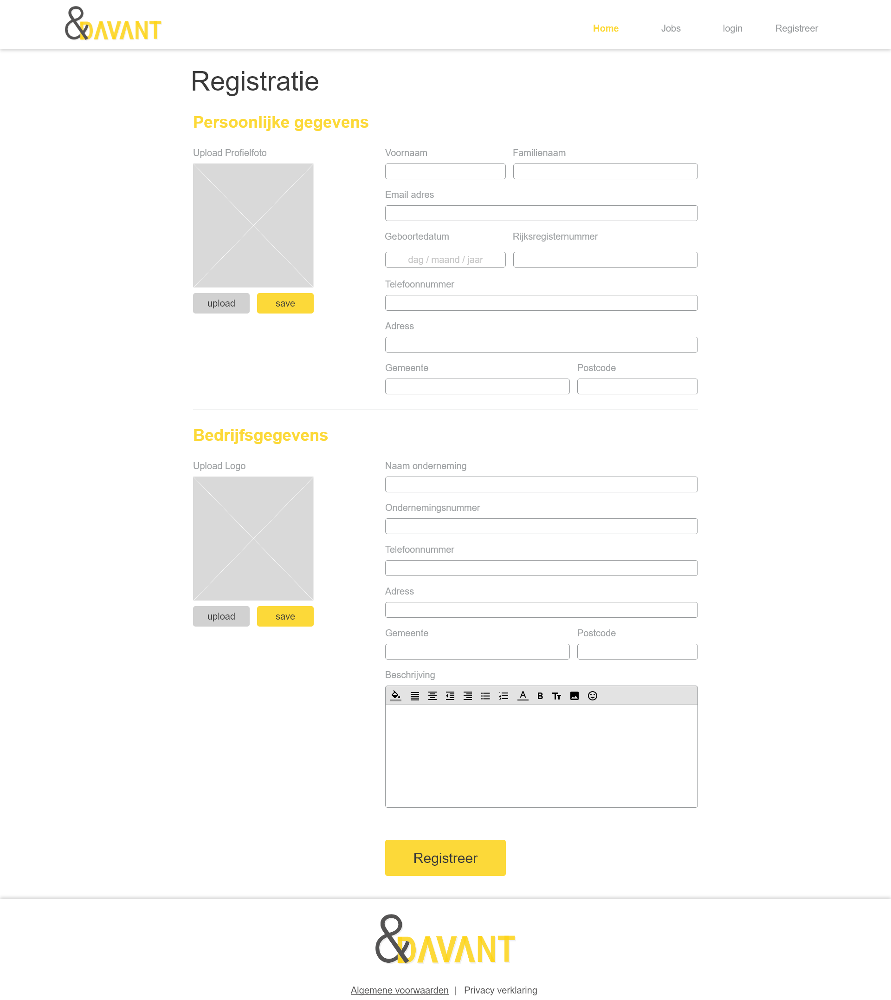 &DAVANT
Home Jobs login Registreer
Registratie
Persoonlijke gegevens
Upload Profielfoto
upload save
Voornaam Familienaam
Email adres
Geboortedatum Rijksregisternummer
dag / maand / jaar
Telefoonnummer
Adress
Gemeente Postcode
Bedrijfsgegevens
Upload Logo
upload save
Naam onderneming
Ondernemingsnummer
Telefoonnummer
Adress
Gemeente Postcode
Beschrijving
Registreer
&DAVANT
Algemene voorwaarden | Privacy verklaring